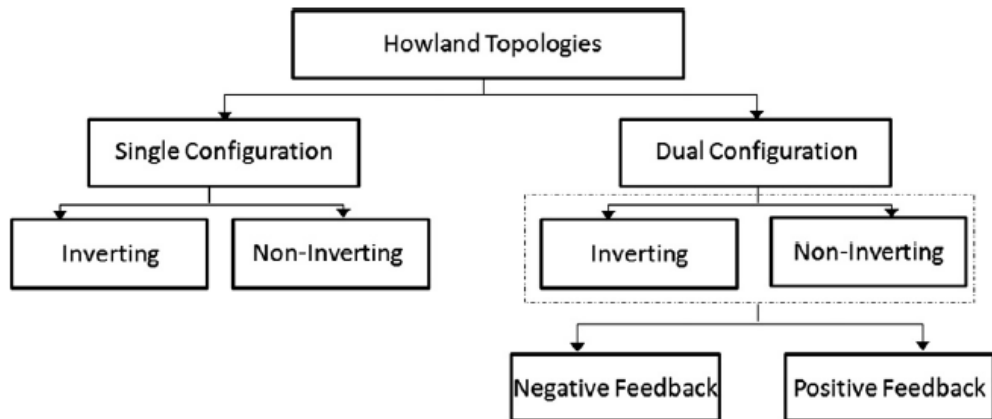 Howland Topologies
Single Configuration
Dual Configuration
Inverting
Non-Inverting
Inverting
Non-Inverting
Negative Feedback
Positive Feedback